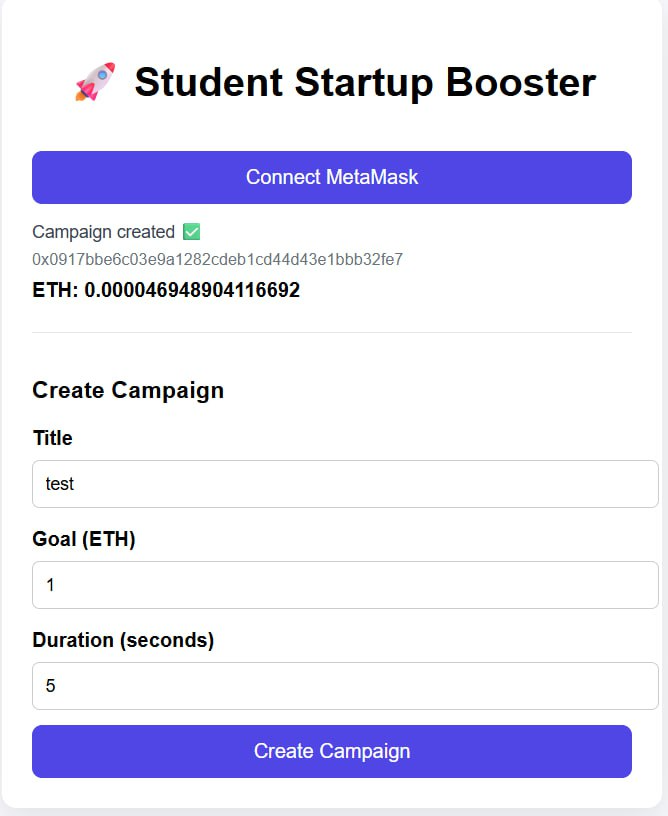 🚀 Student Startup Booster
Connect MetaMask
Campaign created ✅
0x0917bbe6c03e9a1282cdeb1cd44d43e1bbb32fe7
ETH: 0.000046948904116692
Create Campaign
Title
test
Goal (ETH)
1
Duration (seconds)
5
Create Campaign